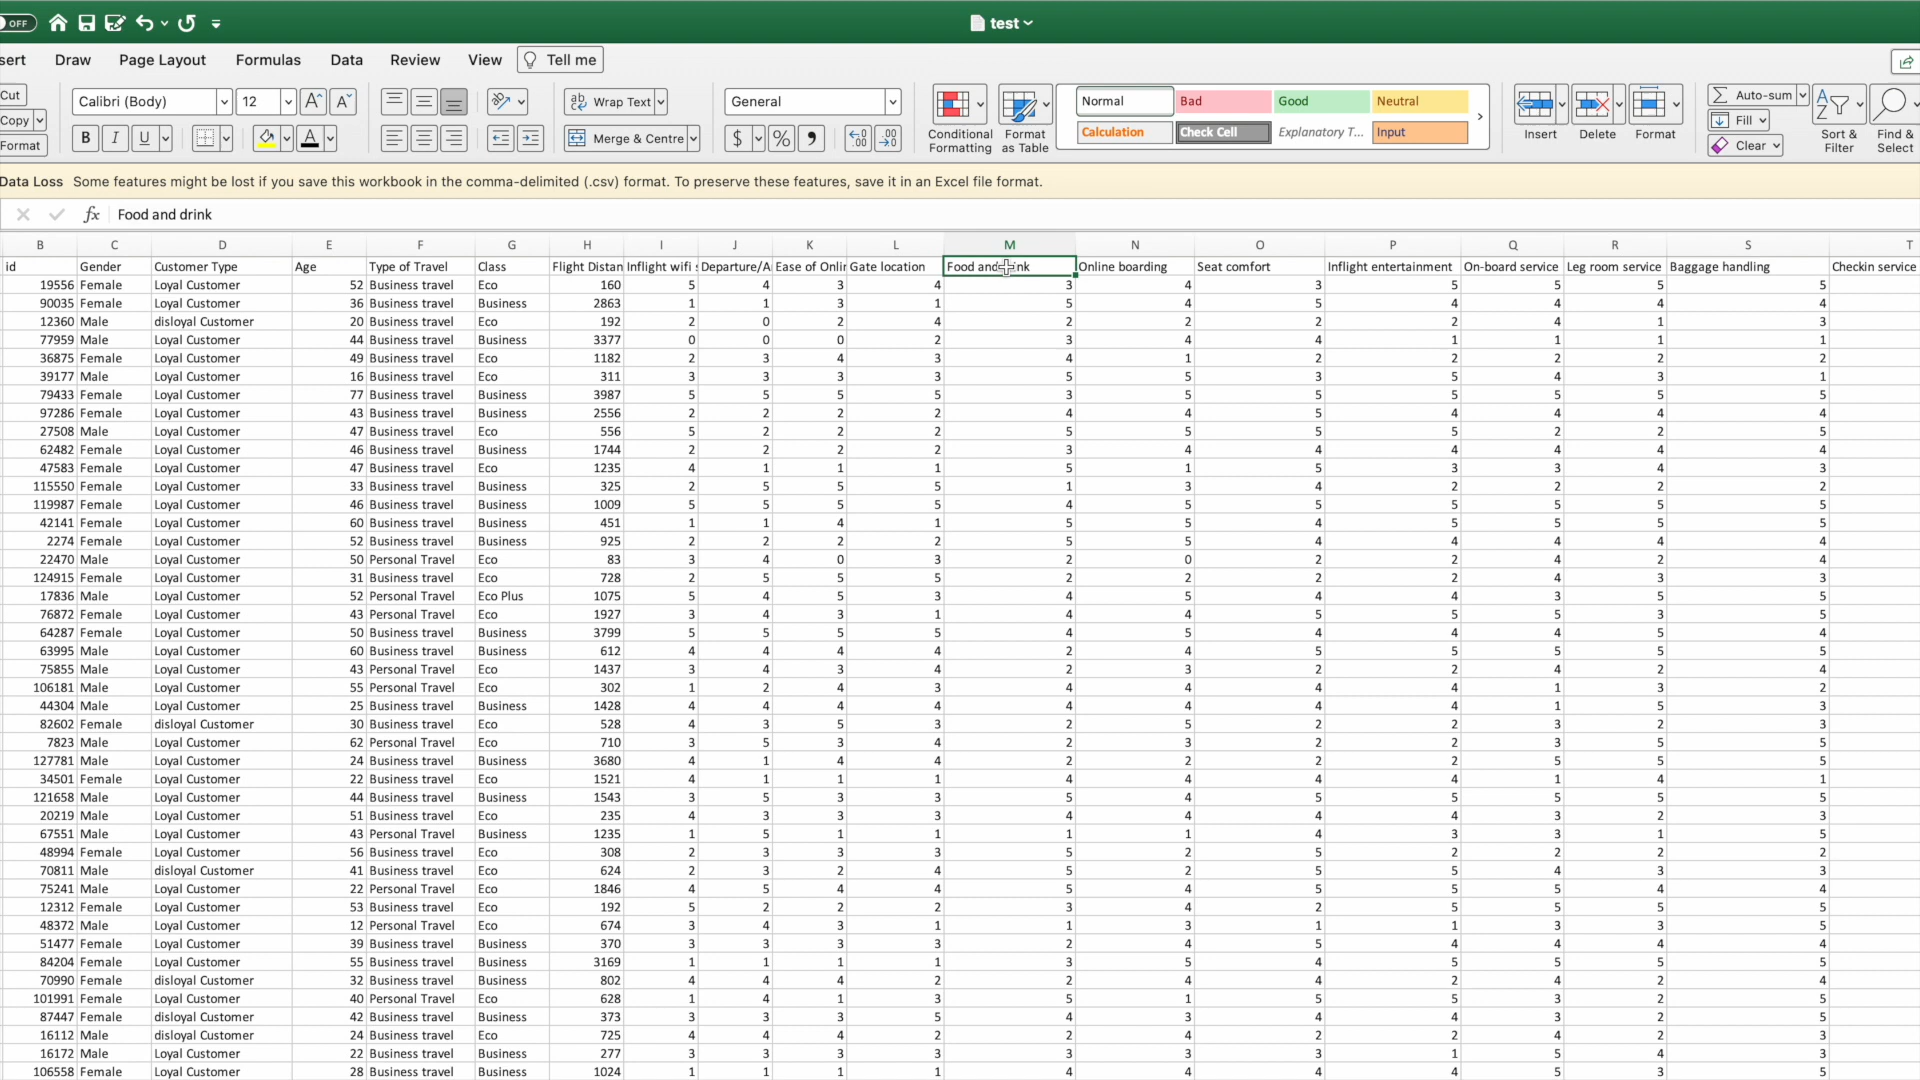 OFF test
sert Draw Page Layout Formulas Data Review View Tell me
Cut
Copy
Format
Calibri (Body) 12 A^ A
B I U A
ab Wrap Text
Merge & Centre
General
$ % 9
Conditional Formatting
Format as Table
Normal Bad Good Neutral
Calculation Check Cell Explanatory T... Input
Insert Delete Format
Auto-sum
Fill
Clear
Sort & Filter
Find & Select
Data Loss Some features might be lost if you save this workbook in the comma-delimited (.csv) format. To preserve these features, save it in an Excel file format.
fx Food and drink
B C D E F G H I J K L M N O P Q R S T
id Gender Customer Type Age Type of Travel Class Flight Distan Inflight wifi s Departure/Ar Ease of Onlin Gate location Food and drink Online boarding Seat comfort Inflight entertainment On-board service Leg room service Baggage handling Checkin service
19556 Female Loyal Customer 52 Business travel Eco 160 5 4 3 4 3 4 3 5 5 5 5
90035 Female Loyal Customer 36 Business travel Business 2863 1 1 3 1 5 4 5 4 4 4 4
12360 Male disloyal Customer 20 Business travel Eco 192 2 0 2 4 2 2 2 2 4 1 3
77959 Male Loyal Customer 44 Business travel Business 3377 0 0 0 2 3 4 4 1 1 1 1
36875 Female Loyal Customer 49 Business travel Eco 1182 2 3 4 3 4 1 2 2 2 2 2
39177 Male Loyal Customer 16 Business travel Eco 311 3 3 3 3 5 5 3 5 4 3 1
79433 Female Loyal Customer 77 Business travel Business 3987 5 5 5 5 3 5 5 5 5 5 5
97286 Female Loyal Customer 43 Business travel Business 2556 2 2 2 2 4 4 5 4 4 4 4
27508 Male Loyal Customer 47 Business travel Eco 556 5 2 2 2 5 5 5 5 2 2 5
62482 Female Loyal Customer 46 Business travel Business 1744 2 2 2 2 3 4 4 4 4 4 4
47583 Female Loyal Customer 47 Business travel Eco 1235 4 1 1 1 5 1 5 3 3 4 3
115550 Female Loyal Customer 33 Business travel Business 325 2 5 5 5 1 3 4 2 2 2 2
119987 Female Loyal Customer 46 Business travel Business 1009 5 5 5 5 4 5 5 5 5 5 5
42141 Female Loyal Customer 60 Business travel Business 451 1 1 4 1 5 5 4 5 5 5 5
2274 Female Loyal Customer 52 Business travel Business 925 2 2 2 2 5 5 4 4 4 4 4
22470 Male Loyal Customer 50 Personal Travel Eco 83 3 4 0 3 2 0 2 2 4 2 4
124915 Female Loyal Customer 31 Business travel Eco 728 2 5 5 5 2 2 2 2 4 3 3
17836 Male Loyal Customer 52 Personal Travel Eco Plus 1075 5 4 5 3 4 5 4 4 3 5 5
76872 Female Loyal Customer 43 Personal Travel Eco 1927 3 4 3 1 4 4 5 5 5 3 5
64287 Female Loyal Customer 50 Business travel Business 3799 5 5 5 5 4 5 4 4 4 5 4
63995 Male Loyal Customer 60 Business travel Business 612 4 4 4 4 2 4 5 5 5 5 5
75855 Male Loyal Customer 43 Personal Travel Eco 1437 3 4 3 4 2 3 2 2 4 2 4
106181 Male Loyal Customer 55 Personal Travel Eco 302 1 2 4 3 4 4 4 4 1 3 2
44304 Male Loyal Customer 25 Business travel Business 1428 4 4 4 4 4 4 4 4 1 5 3
82602 Female disloyal Customer 30 Business travel Eco 528 4 3 5 3 2 5 2 2 3 2 3
7823 Male Loyal Customer 62 Personal Travel Eco 710 3 5 3 4 2 3 2 2 3 5 5
127781 Male Loyal Customer 24 Business travel Business 3680 4 1 4 4 2 2 2 2 5 5 5
34501 Female Loyal Customer 22 Business travel Eco 1521 4 1 1 1 4 4 4 4 1 4 1
121658 Male Loyal Customer 44 Business travel Business 1543 3 5 3 3 5 4 5 5 5 5 5
20219 Male Loyal Customer 51 Business travel Eco 235 4 3 3 3 4 4 4 4 3 2 3
67551 Male Loyal Customer 43 Personal Travel Business 1235 1 5 1 1 1 1 4 3 3 1 5
48994 Female Loyal Customer 56 Business travel Eco 308 2 3 3 3 5 2 5 2 2 2 2
70811 Male disloyal Customer 41 Business travel Eco 624 2 3 2 4 5 2 5 5 4 3 3
75241 Male Loyal Customer 22 Personal Travel Eco 1846 4 5 4 4 5 4 5 5 5 4 4
12312 Female Loyal Customer 53 Business travel Eco 192 5 2 2 2 3 4 2 5 5 5 5
48372 Male Loyal Customer 12 Personal Travel Eco 674 3 4 3 1 1 3 1 1 3 3 5
51477 Female Loyal Customer 39 Business travel Business 370 3 3 3 3 2 4 5 4 4 4 4
84204 Female Loyal Customer 55 Business travel Business 3169 1 1 1 1 3 5 4 5 5 5 5
70990 Female disloyal Customer 32 Business travel Business 802 4 4 4 2 2 4 4 2 4 2 4
101991 Female Loyal Customer 40 Personal Travel Eco 628 1 4 1 3 5 1 5 5 3 2 5
87447 Female disloyal Customer 42 Business travel Business 373 3 3 3 5 4 3 4 4 3 2 5
16112 Male disloyal Customer 24 Business travel Eco 725 4 4 4 2 2 4 2 2 4 2 3
16172 Male Loyal Customer 22 Business travel Business 277 3 3 3 3 3 3 3 1 5 4 3
106558 Female Loyal Customer 28 Business travel Business 1024 1 1 1 1 4 4 4 4 5 3 5